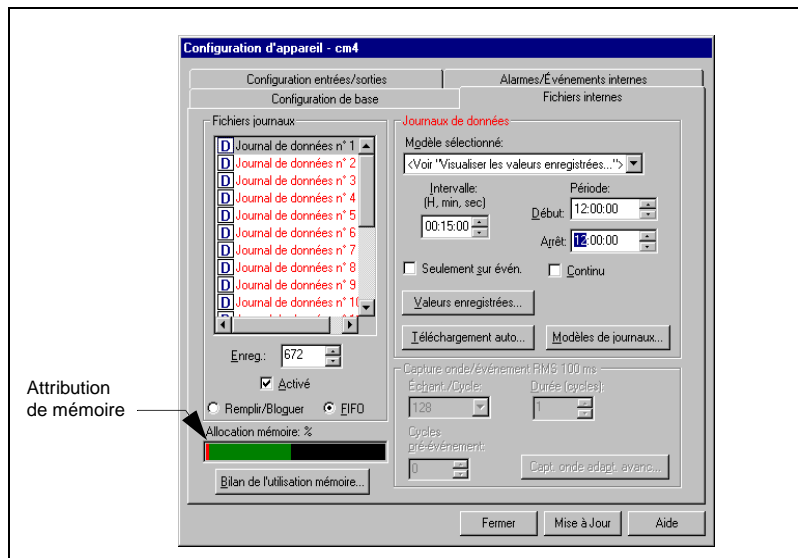 Configuration d'appareil - cm4
Configuration entrées/sorties
Alarmes/Événements internes
Configuration de base
Fichiers internes
Fichiers journaux
D Journal de données n° 1
D Journal de données n° 2
D Journal de données n° 3
D Journal de données n° 4
D Journal de données n° 5
D Journal de données n° 6
D Journal de données n° 7
D Journal de données n° 8
D Journal de données n° 9
D Journal de données n° 10
Enreg.: 672
Activé
Remplir/Bloguer FIFO
Allocation mémoire: %
Bilan de l'utilisation mémoire...
Attribution
de mémoire
Journaux de données
Modèle sélectionné:
<Voir "Visualiser les valeurs enregistrées...">
Intervalle:
(H, min, sec)
00:15:00
Période:
Début: 12:00:00
Arrêt: 12:00:00
Seulement sur évén. Continu
Valeurs enregistrées...
Téléchargement auto... Modèles de journaux...
Capture onde/événement RMS 100 ms
Échant./Cycle: Durée (cycles):
128 1
Cycles
pré-événement:
0 Capt. onde adapt. avanc...
Fermer Mise à Jour Aide